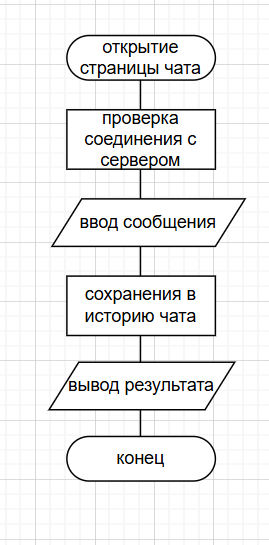 открытие
страницы чата
проверка
соединения с
сервером
ввод сообщения
сохранения в
историю чата
вывод результата
конец